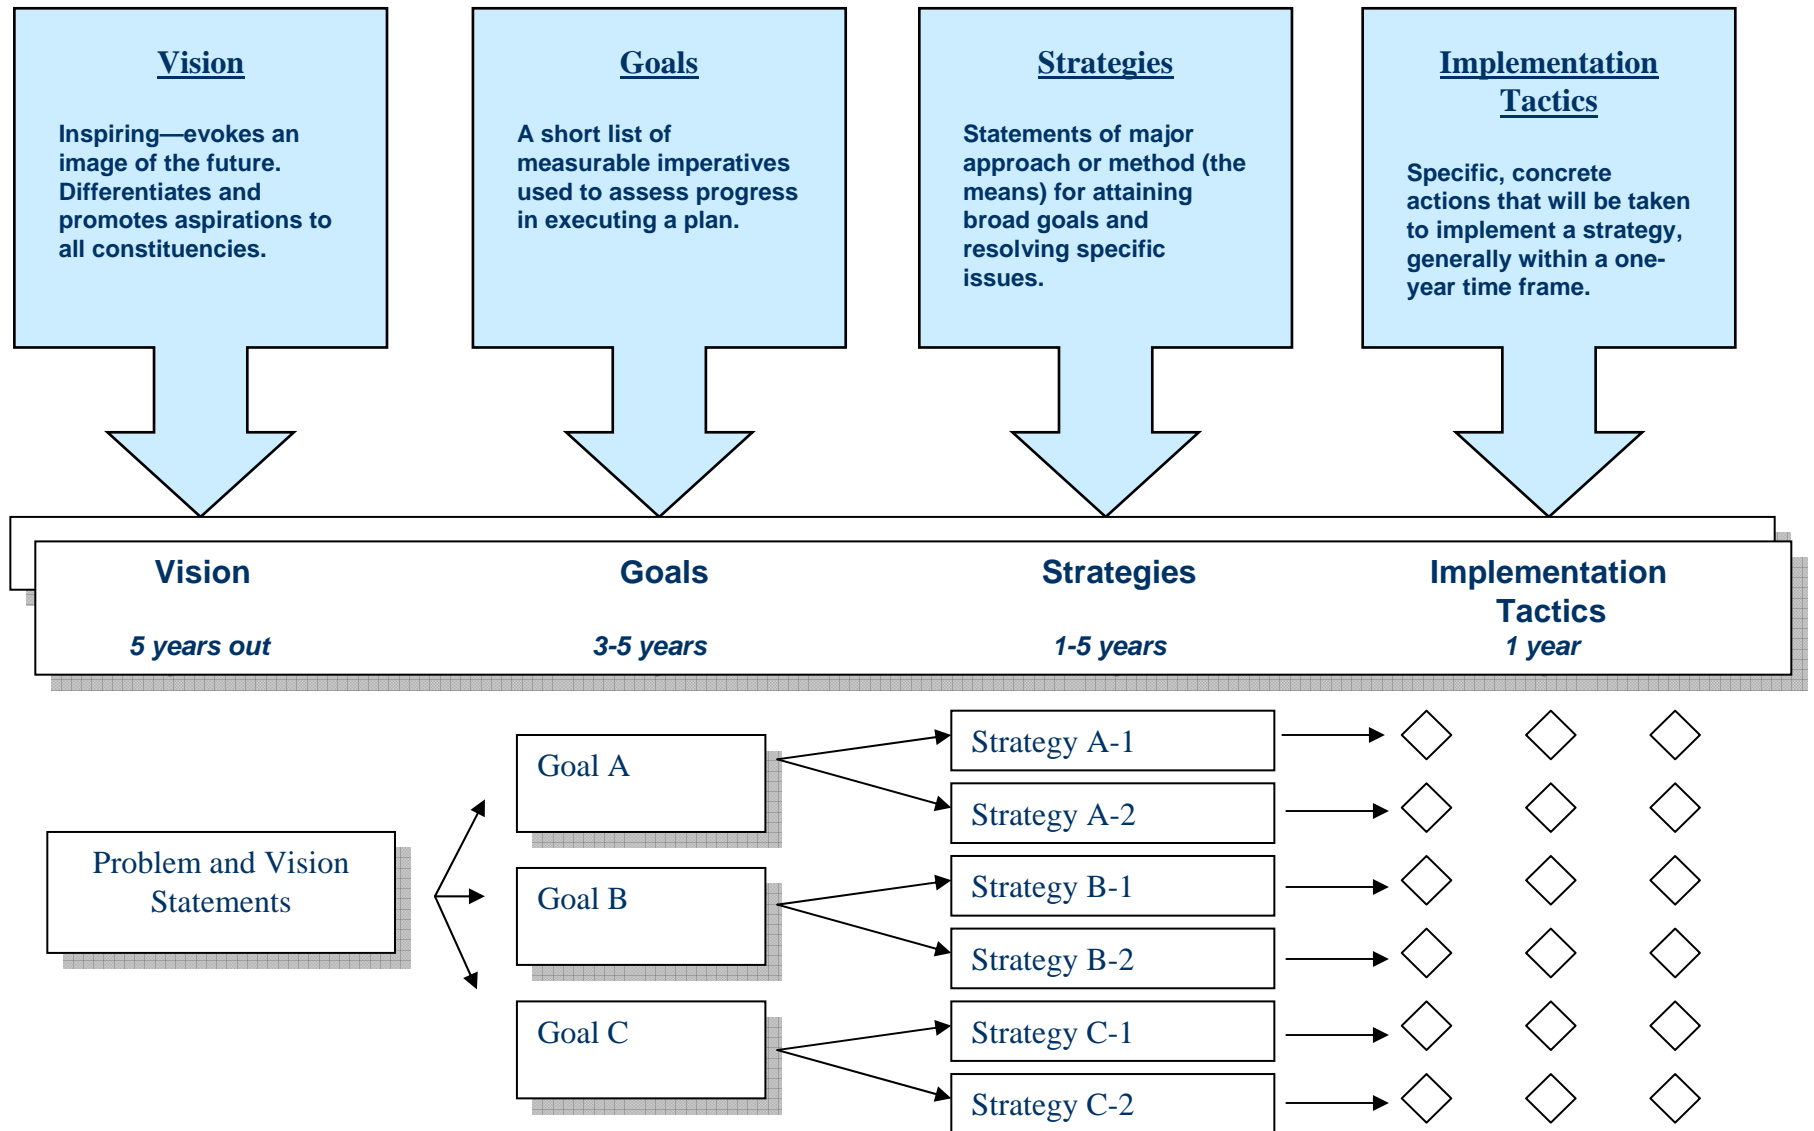 Vision
Inspiring—evokes an
image of the future.
Differentiates and
promotes aspirations to
all constituencies.
Goals
A short list of
measurable imperatives
used to assess progress
in executing a plan.
Strategies
Statements of major
approach or method (the
means) for attaining
broad goals and
resolving specific
issues.
Implementation
Tactics
Specific, concrete
actions that will be taken
to implement a strategy,
generally within a one-
year time frame.
Vision
5 years out
Goals
3-5 years
Strategies
1-5 years
Implementation
Tactics
1 year
Problem and Vision
Statements
Goal A
Goal B
Goal C
Strategy A-1
Strategy A-2
Strategy B-1
Strategy B-2
Strategy C-1
Strategy C-2